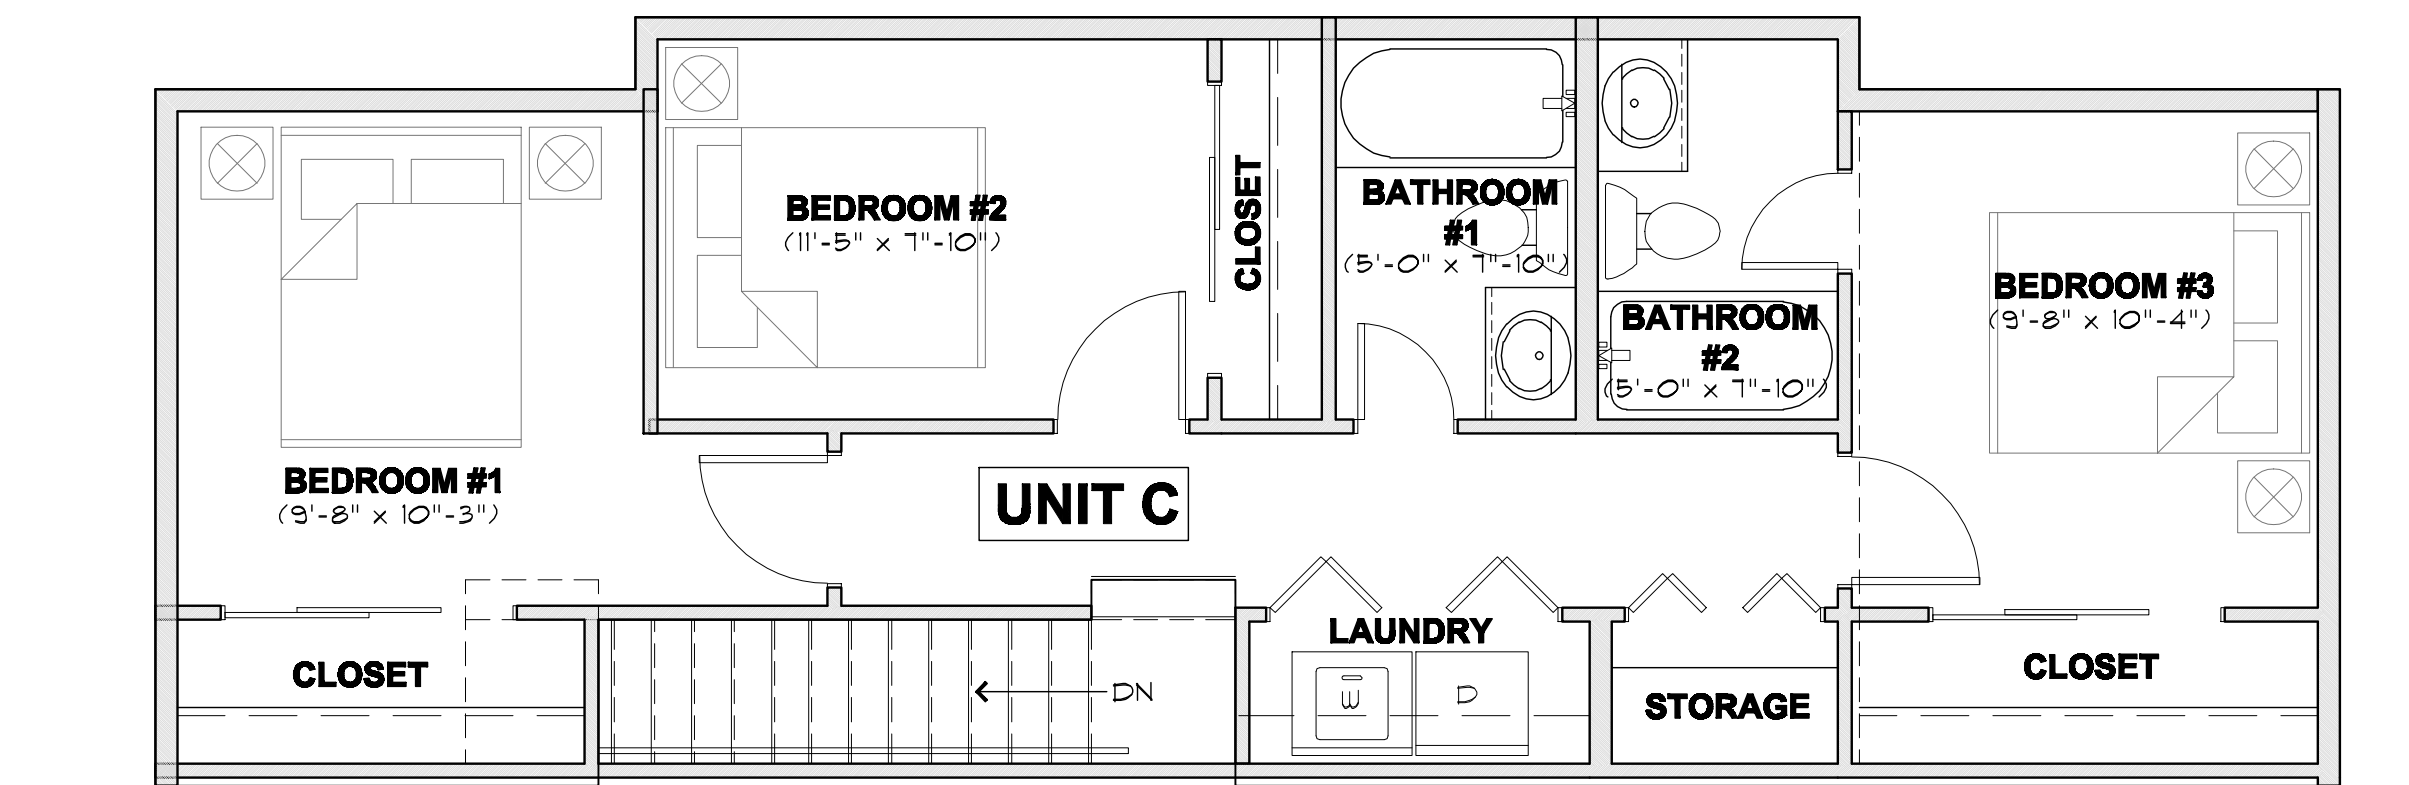 BEDROOM #1
(9'-8" x 10"-3")
CLOSET
BEDROOM #2
(11'-5" x 7"-10")
CLOSET
BATHROOM
#1
(5'-0" x 7"-10")
BATHROOM
#2
(5'-0" x 7"-10")
BEDROOM #3
(9'-8" x 10"-4")
UNIT C
DN
LAUNDRY
W
D
STORAGE
CLOSET